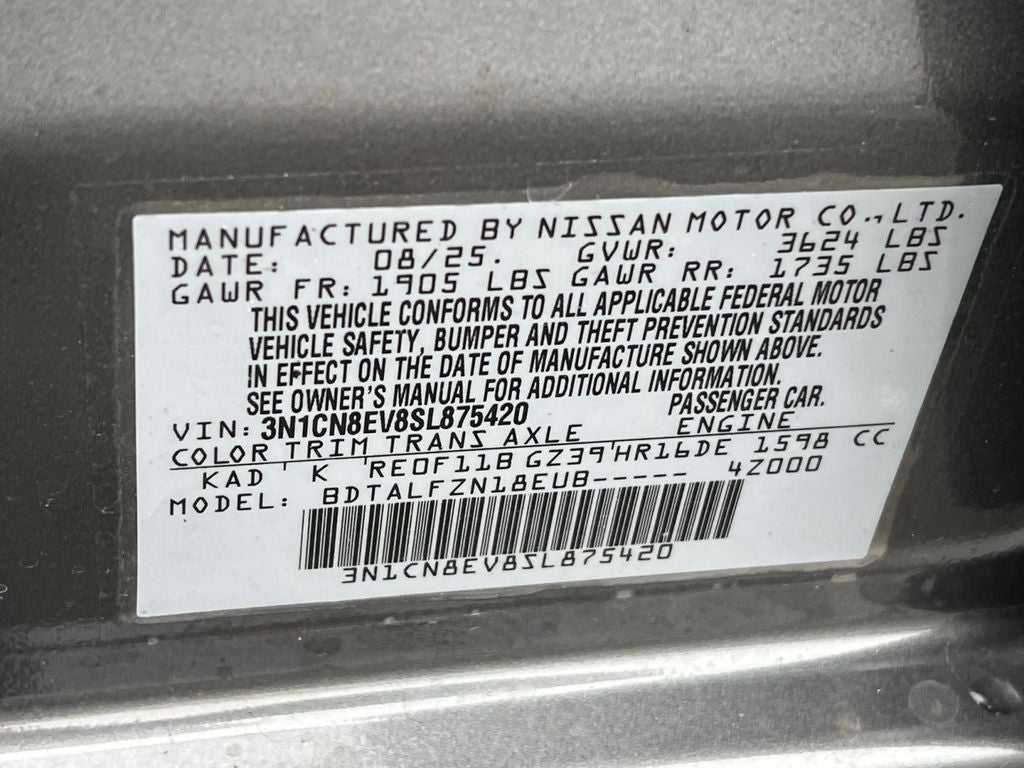 MANUFACTURED BY NISSAN MOTOR CO.,LTD.
DATE: 08/25. GVWR: 3624 LBS
GAWR FR: 1905 LBS GAWR RR: 1735 LBS
THIS VEHICLE CONFORMS TO ALL APPLICABLE FEDERAL MOTOR
VEHICLE SAFETY, BUMPER AND THEFT PREVENTION STANDARDS
IN EFFECT ON THE DATE OF MANUFACTURE SHOWN ABOVE.
SEE OWNER'S MANUAL FOR ADDITIONAL INFORMATION.
VIN: 3N1CN8EV8SL875420 PASSENGER CAR.
COLOR TRIM TRANS AXLE ENGINE
KAD K RE0F11B GZ39 HR16DE 1598 CC
MODEL: BDTALFZN18EUB----- 4Z000
3N1CN8EV8SL875420